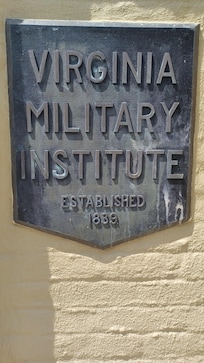 VIRGINIA
MILITARY
INSTITUTE
ESTABLISHED
1839